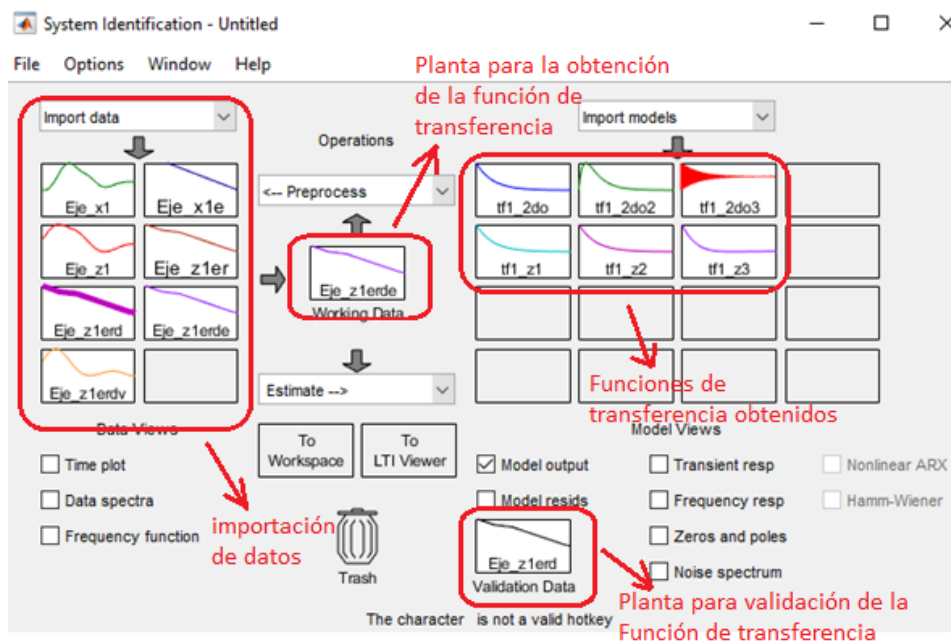 System Identification - Untitled
File Options Window Help
Planta para la obtención
de la función de
transferencia
Import data
Operations
Import models
<-- Preprocess
Eje_x1
Eje_x1e
tf1_2do
tf1_2do2
tf1_2do3
Eje_z1
Eje_z1er
Eje_z1erde
Working Data
tf1_z1
tf1_z2
tf1_z3
Eje_z1erd
Eje_z1erde
Eje_z1erdv
Estimate -->
Funciones de
transferencia obtenidos
Data Views
Model Views
To
Workspace
To
LTI Viewer
Time plot
Data spectra
Frequency function
Model output
Model resids
Transient resp
Frequency resp
Zeros and poles
Noise spectrum
Nonlinear ARX
Hamm-Wiener
importación
de datos
Trash
Eje_z1erd
Validation Data
Planta para validación de la
Función de transferencia
The character is not a valid hotkey